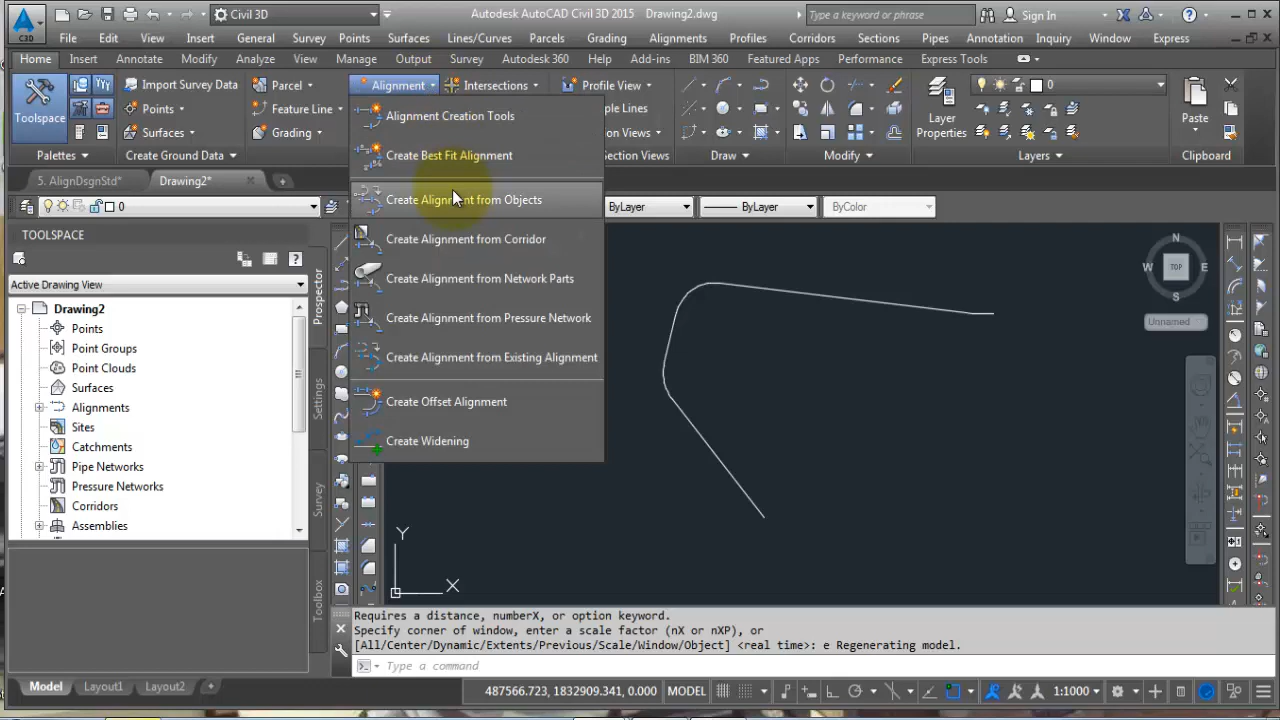 Civil 3D
Autodesk AutoCAD Civil 3D 2015 Drawing2.dwg
Type a keyword or phrase
Sign In
C3D
File Edit View Insert General Survey Points Surfaces Lines/Curves Parcels Grading Alignments Profiles Corridors Sections Pipes Annotation Inquiry Window Express
Home Insert Annotate Modify Analyze View Manage Output Survey Autodesk 360 Help Add-ins BIM 360 Featured Apps Performance Express Tools
Toolspace
Import Survey Data
Points
Surfaces
Parcel
Feature Line
Grading
Alignment
Intersections
Profile View
Layer
Properties
0
Paste
Palettes
Create Ground Data
Draw
Modify
Layers
Clipboard
Alignment Creation Tools
Create Best Fit Alignment
Create Alignment from Objects
Create Alignment from Corridor
Create Alignment from Network Parts
Create Alignment from Pressure Network
Create Alignment from Existing Alignment
Create Offset Alignment
Create Widening
5. AlignDsgnStd*
Drawing2*
0
ByLayer
ByLayer
ByColor
TOOLSPACE
Active Drawing View
Drawing2
Points
Point Groups
Point Clouds
Surfaces
Alignments
Sites
Catchments
Pipe Networks
Pressure Networks
Corridors
Assemblies
Prospector
Settings
Survey
Toolbox
N
W TOP E
S
Unnamed
Y
X
Requires a distance, numberX, or option keyword.
Specify corner of window, enter a scale factor (nX or nXP), or
[All/Center/Dynamic/Extents/Previous/Scale/Window/Object] <real time>: e Regenerating model.
Type a command
Model Layout1 Layout2
487566.723, 1832909.341, 0.000 MODEL
1:1000